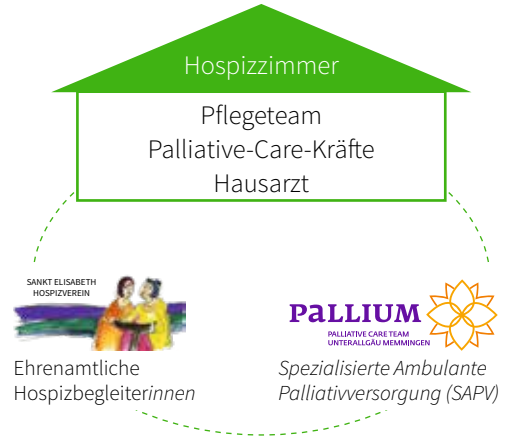 Hospizzimmer
Pflegeteam
Palliative-Care-Kräfte
Hausarzt
SANKT ELISABETH
HOSPIZVEREIN
Ehrenamtliche
Hospizbegleiterinnen
PaLLIUM
PALLIATIVE CARE TEAM
UNTERALLGÄU MEMMINGEN
Spezialisierte Ambulante
Palliativversorgung (SAPV)